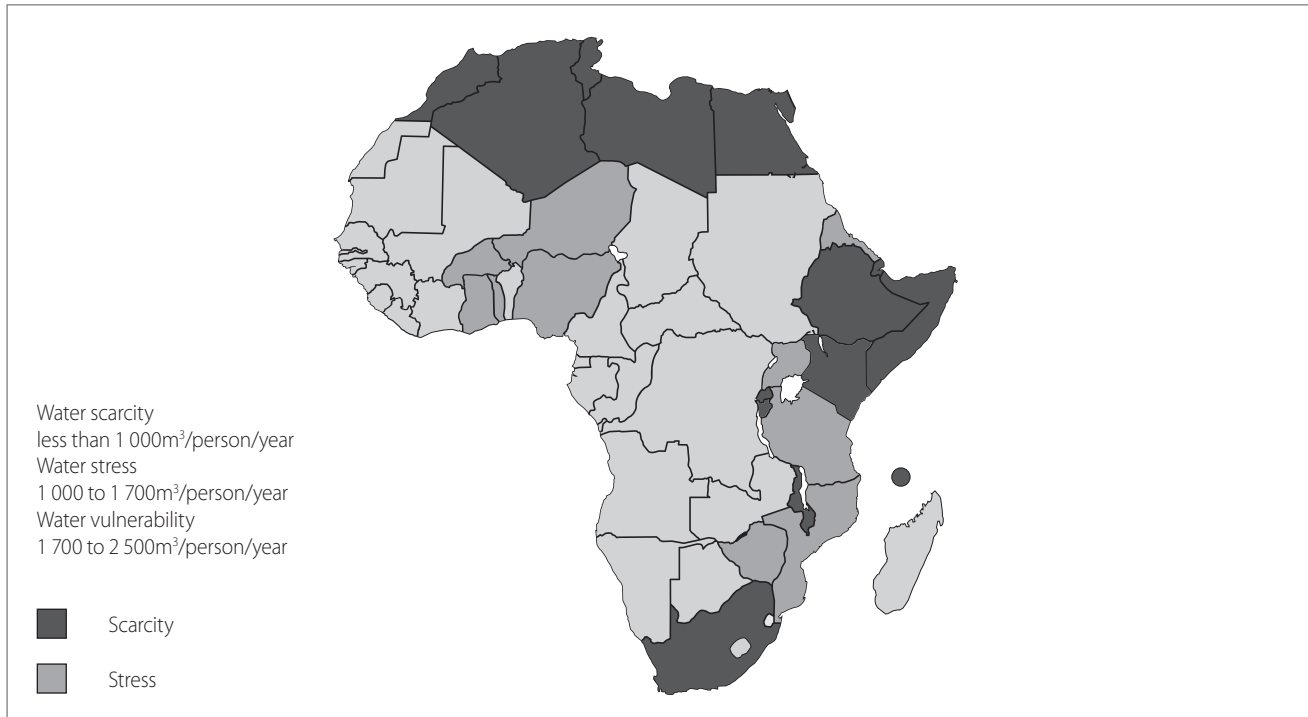 Water scarcity
less than 1 000m³/person/year
Water stress
1 000 to 1 700m³/person/year
Water vulnerability
1 700 to 2 500m³/person/year
Scarcity
Stress